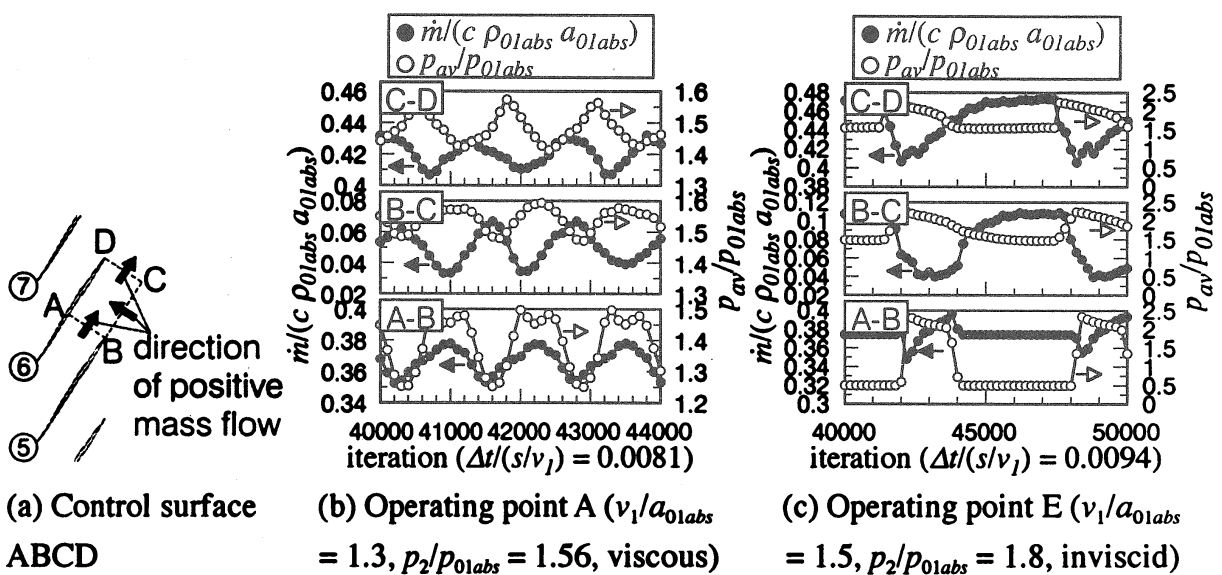 ṁ/(c ρ01abs a01abs)
pav/p01abs
ṁ/(c ρ01abs a01abs)
pav/p01abs
C-D
0.46
0.44
0.42
0.4
1.6
1.5
1.4
1.3
B-C
0.08
0.06
0.04
0.02
1.6
1.5
1.4
1.3
A-B
0.4
0.38
0.36
0.34
1.5
1.4
1.3
1.2
ṁ/(c ρ01abs a01abs)
pav/p01abs
40000 41000 42000 43000 44000
iteration (Δt/(s/v1) = 0.0081)
C-D
0.48
0.46
0.44
0.42
0.4
0.38
2.5
2
1.5
1
0.5
0
B-C
0.12
0.1
0.08
0.06
0.04
0.02
2.5
2
1.5
1
0.5
0
A-B
0.4
0.38
0.36
0.34
0.32
0.3
2.5
2
1.5
1
0.5
0
ṁ/(c ρ01abs a01abs)
pav/p01abs
40000 45000 50000
iteration (Δt/(s/v1) = 0.0094)
D
C
7
A
B
6
5
direction
of positive
mass flow
(a) Control surface
ABCD
(b) Operating point A (v1/a01abs
= 1.3, p2/p01abs = 1.56, viscous)
(c) Operating point E (v1/a01abs
= 1.5, p2/p01abs = 1.8, inviscid)